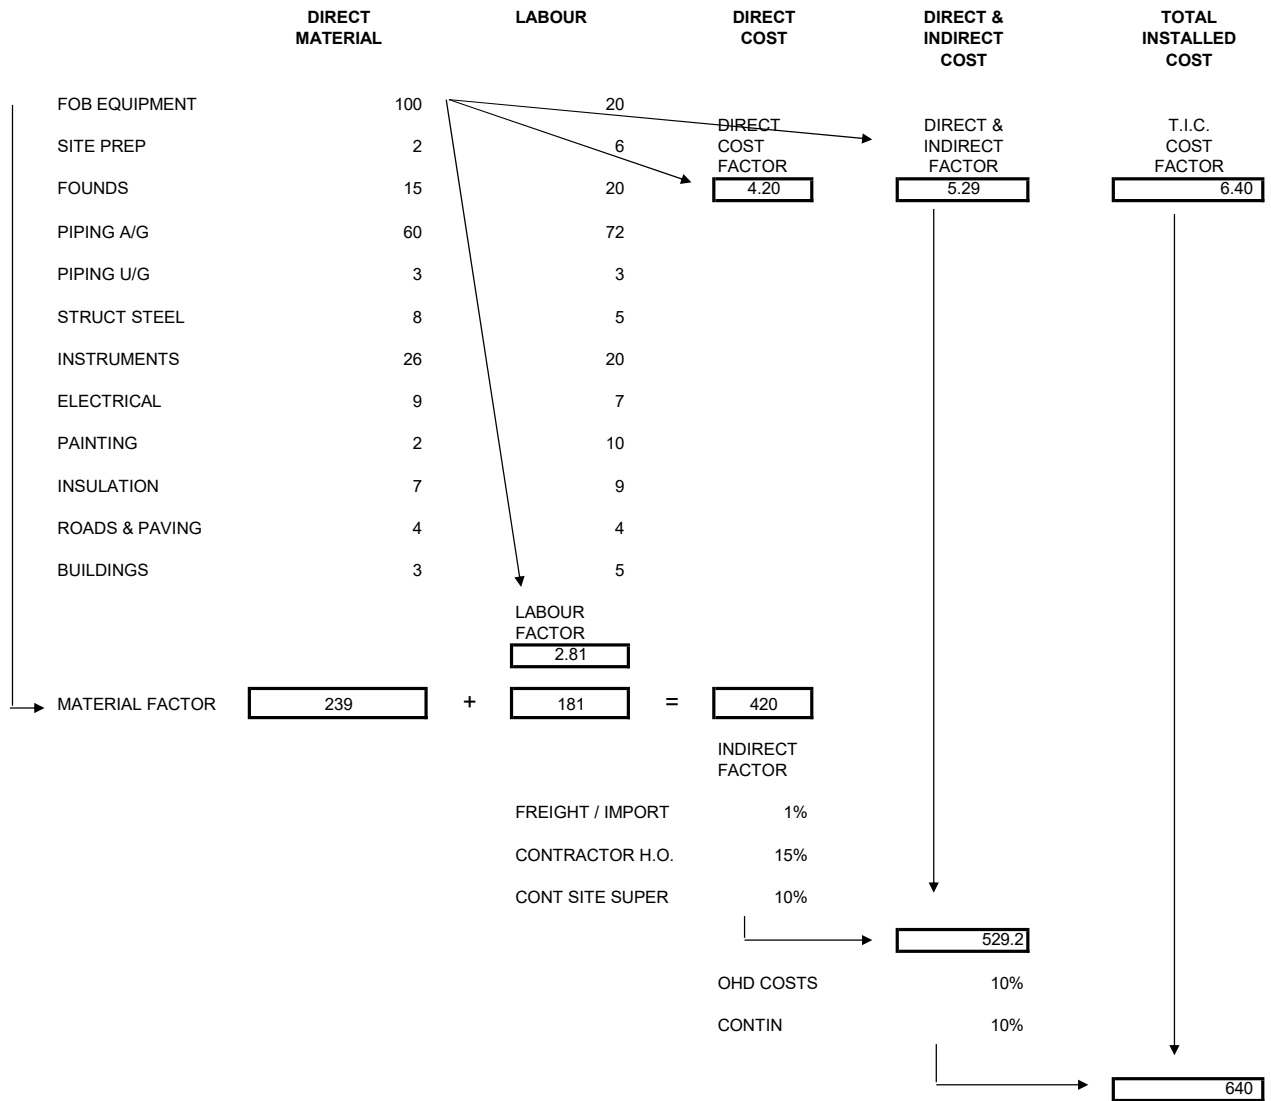 DIRECT MATERIAL LABOUR DIRECT COST DIRECT & INDIRECT COST TOTAL INSTALLED COST
FOB EQUIPMENT 100 20
DIRECT COST FACTOR DIRECT & INDIRECT FACTOR T.I.C. COST FACTOR
SITE PREP 2 6
FOUNDS 15 20 4.20 5.29 6.40
PIPING A/G 60 72
PIPING U/G 3 3
STRUCT STEEL 8 5
INSTRUMENTS 26 20
ELECTRICAL 9 7
PAINTING 2 10
INSULATION 7 9
ROADS & PAVING 4 4
BUILDINGS 3 5
LABOUR
FACTOR
2.81
MATERIAL FACTOR 239 + 181 = 420
INDIRECT
FACTOR
FREIGHT / IMPORT 1%
CONTRACTOR H.O. 15%
CONT SITE SUPER 10%
529.2
OHD COSTS 10%
CONTIN 10%
640